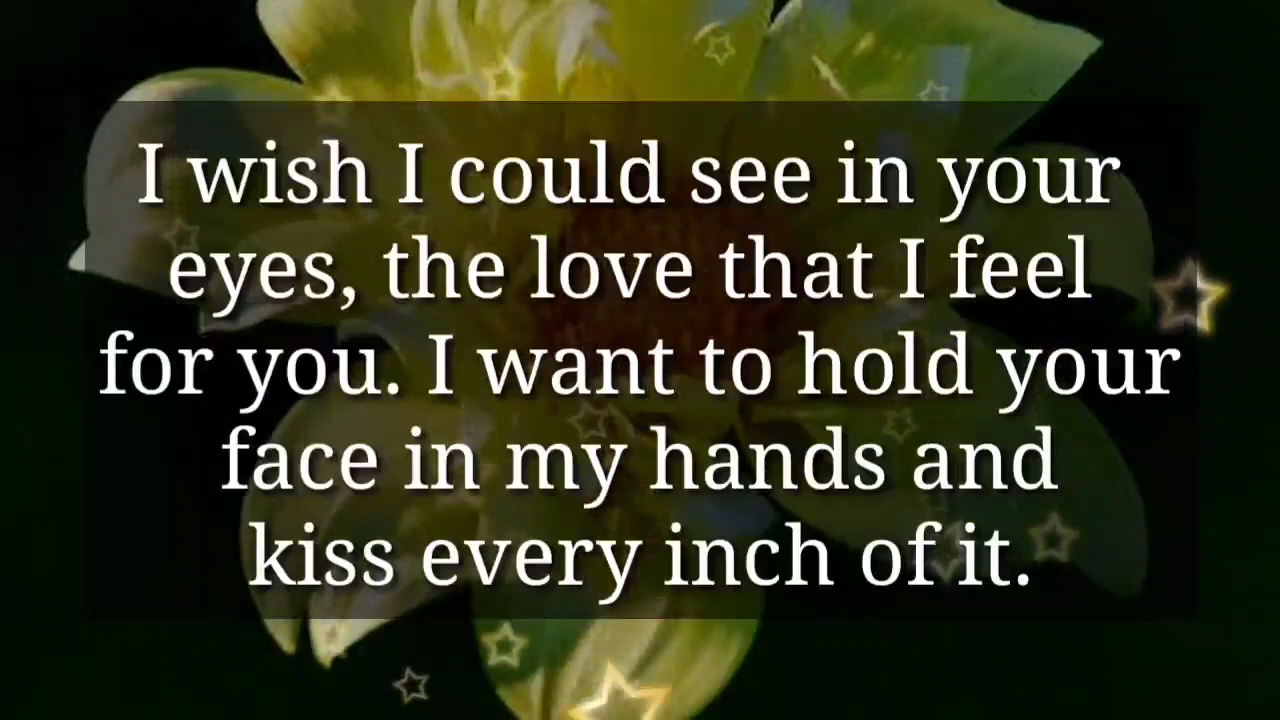 I wish I could see in your
eyes, the love that I feel
for you. I want to hold your
face in my hands and
kiss every inch of it.